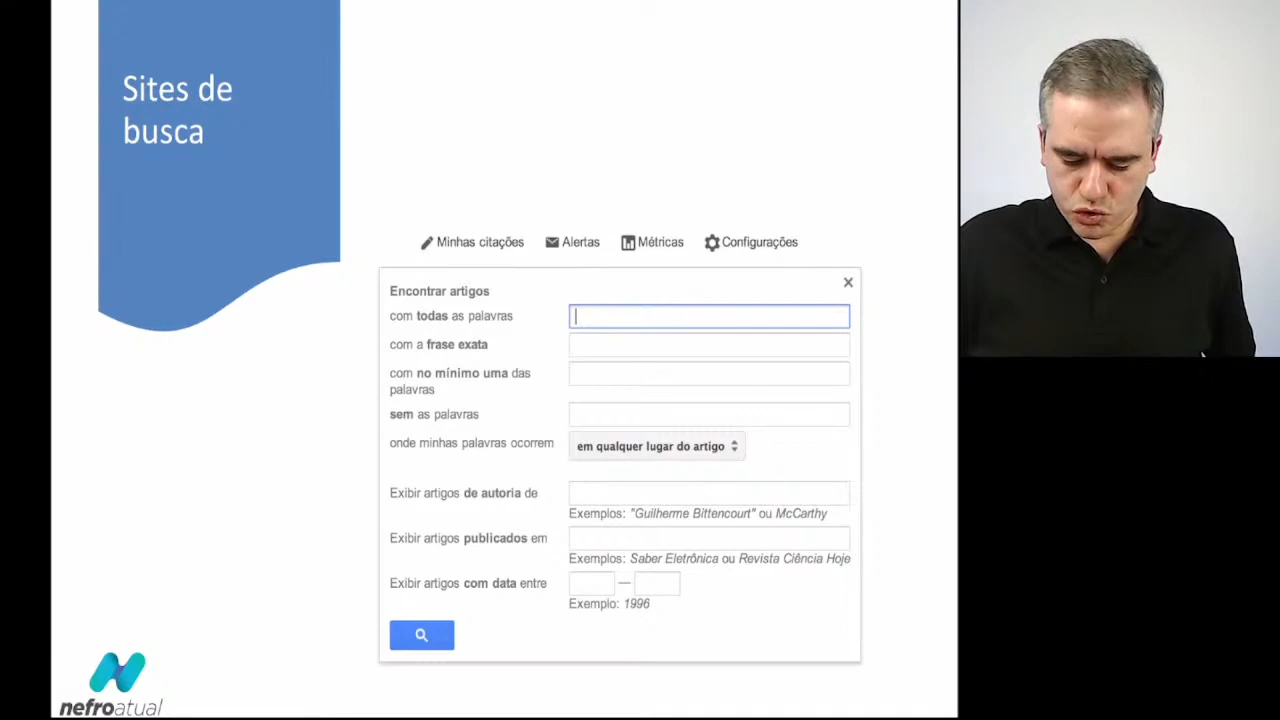 Sites de
busca
Minhas citações Alertas Métricas Configurações
Encontrar artigos
com todas as palavras
com a frase exata
com no mínimo uma das
palavras
sem as palavras
onde minhas palavras ocorrem em qualquer lugar do artigo
Exibir artigos de autoria de
Exemplos: "Guilherme Bittencourt" ou McCarthy
Exibir artigos publicados em
Exemplos: Saber Eletrônica ou Revista Ciência Hoje
Exibir artigos com data entre —
Exemplo: 1996
nefroatual